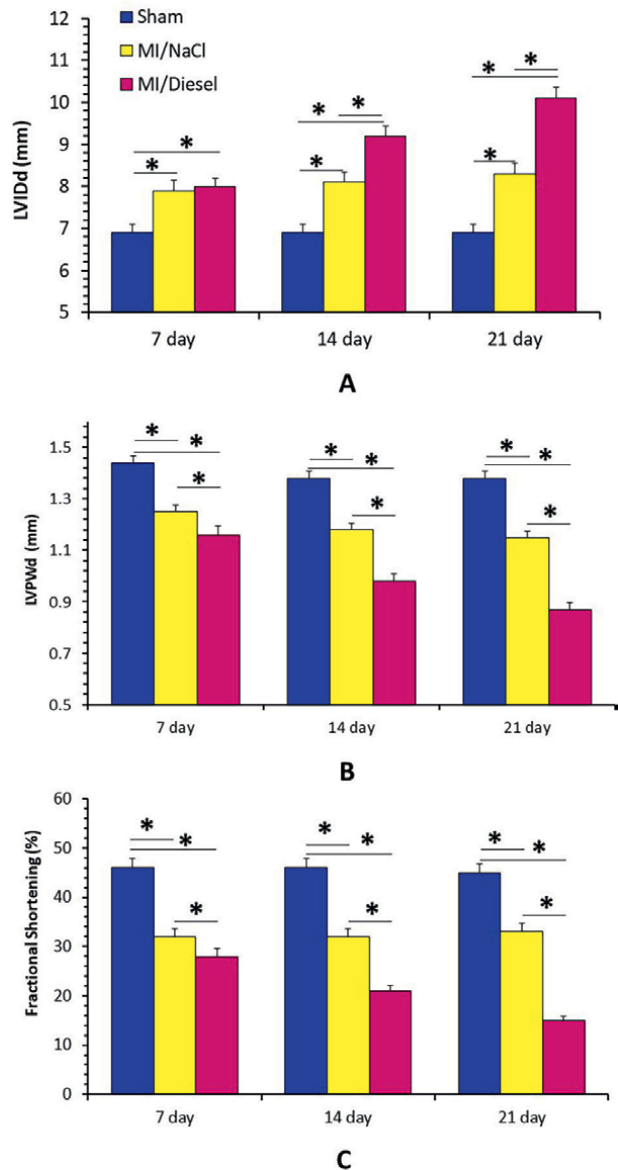 12
11
10
9
8
7
6
5
LVIDd (mm)
Sham
MI/NaCl
MI/Diesel
* * * * * * * *
7 day 14 day 21 day
A
1.5
1.3
1.1
0.9
0.7
0.5
LVPWd (mm)
* * * * * * * * *
7 day 14 day 21 day
B
60
50
40
30
20
10
0
Fractional Shortening (%)
* * * * * * * * *
7 day 14 day 21 day
C